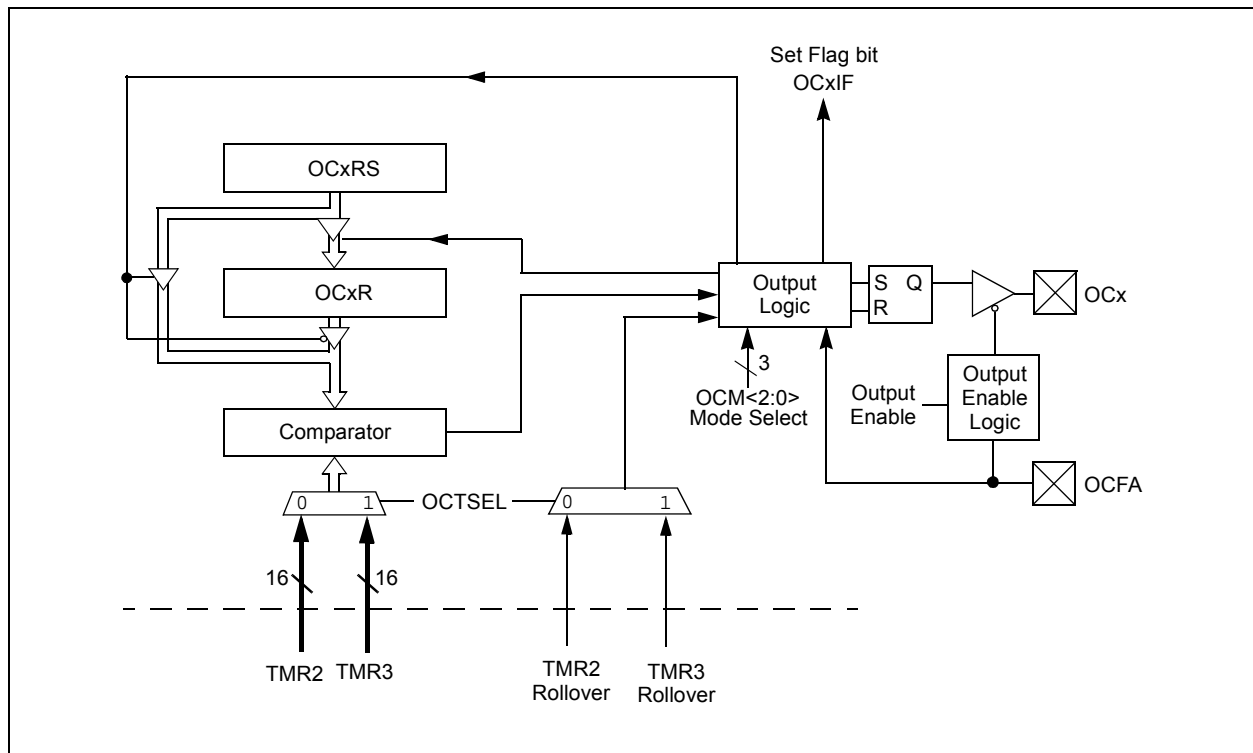 Set Flag bit
OCxIF
OCxRS
OCxR
Output
Logic
S Q
R
OCx
3
OCM<2:0>
Mode Select
Output
Enable
Output
Enable
Logic
Comparator
OCFA
0 1
OCTSEL
0 1
16
16
TMR2
TMR3
TMR2
Rollover
TMR3
Rollover